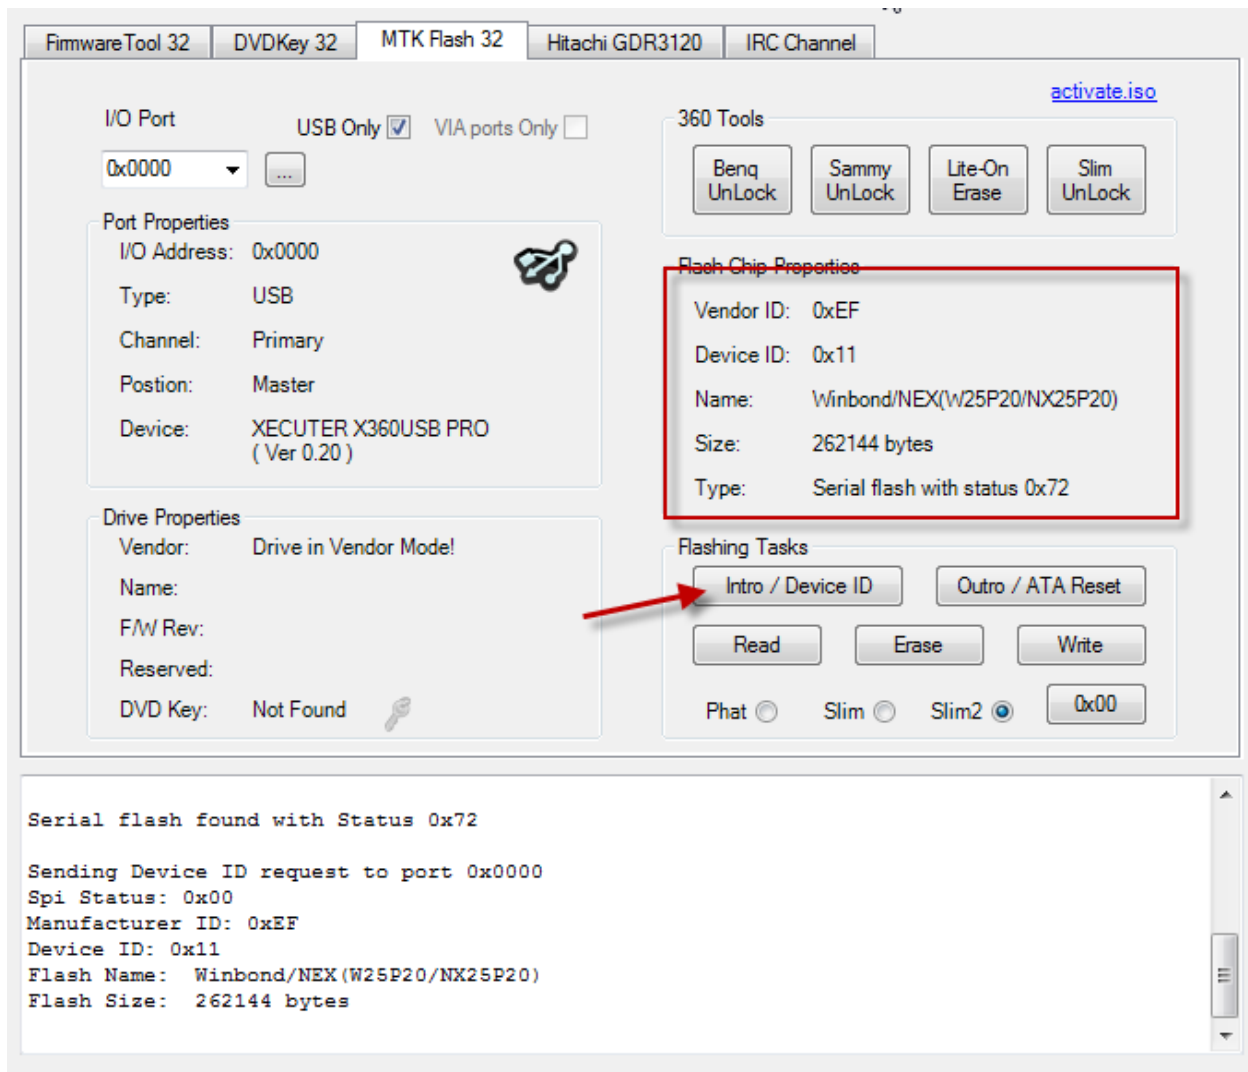 FirmwareTool 32 DVDKey 32 MTK Flash 32 Hitachi GDR3120 IRC Channel
activate.iso
I/O Port USB Only VIA ports Only
0x0000 ...
Port Properties
I/O Address: 0x0000
Type: USB
Channel: Primary
Postion: Master
Device: XECUTER X360USB PRO
( Ver 0.20 )
Drive Properties
Vendor: Drive in Vendor Mode!
Name:
F/W Rev:
Reserved:
DVD Key: Not Found
360 Tools
Benq UnLock
Sammy UnLock
Lite-On Erase
Slim UnLock
Flash Chip Properties
Vendor ID: 0xEF
Device ID: 0x11
Name: Winbond/NEX(W25P20/NX25P20)
Size: 262144 bytes
Type: Serial flash with status 0x72
Flashing Tasks
Intro / Device ID Outro / ATA Reset
Read Erase Write
Phat Slim Slim2 0x00
Serial flash found with Status 0x72
Sending Device ID request to port 0x0000
Spi Status: 0x00
Manufacturer ID: 0xEF
Device ID: 0x11
Flash Name: Winbond/NEX(W25P20/NX25P20)
Flash Size: 262144 bytes